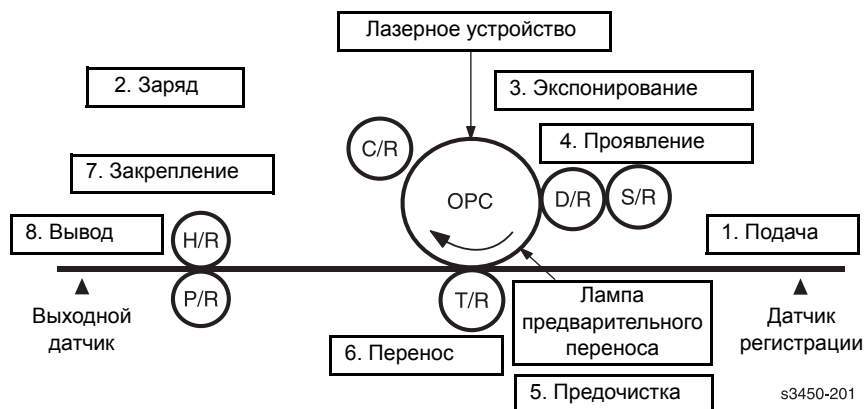 Лазерное устройство
2. Заряд
3. Экспонирование
C/R
4. Проявление
7. Закрепление
OPC
D/R
S/R
8. Вывод
H/R
1. Подача
P/R
T/R
Выходной
датчик
Лампа
предварительного
переноса
Датчик
регистрации
6. Перенос
5. Предочистка
s3450-201